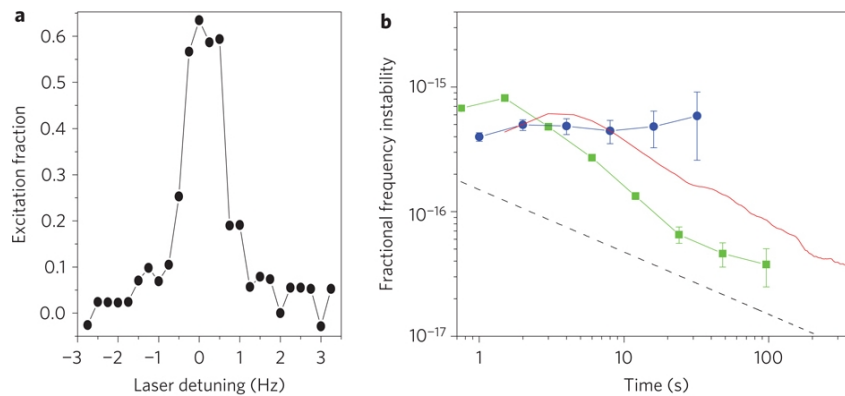 a
0.6
0.5
0.4
0.3
0.2
0.1
0.0
Excitation fraction
−3 −2 −1 0 1 2 3
Laser detuning (Hz)
b
10⁻¹⁵
10⁻¹⁶
10⁻¹⁷
Fractional frequency instability
1 10 100
Time (s)